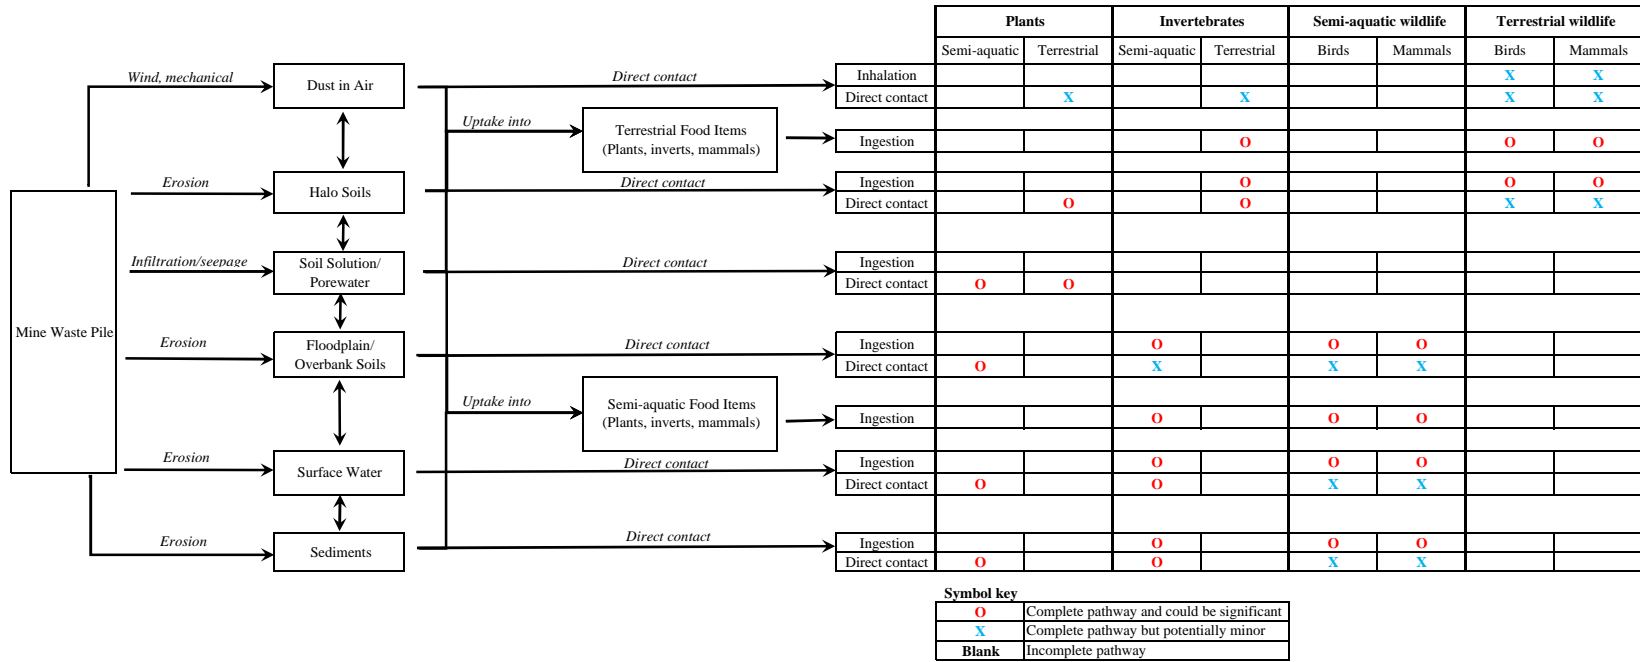 Plants Invertebrates Semi-aquatic wildlife Terrestrial wildlife
Semi-aquatic Terrestrial Semi-aquatic Terrestrial Birds Mammals Birds Mammals
Wind, mechanical Dust in Air Direct contact Inhalation X X
Direct contact X X X X
Uptake into Terrestrial Food Items
(Plants, inverts, mammals) Ingestion O O O
Erosion Halo Soils Direct contact Ingestion O O O
Direct contact O O X X
Infiltration/seepage Soil Solution/
Porewater Direct contact Ingestion
Direct contact O O
Mine Waste Pile
Erosion Floodplain/
Overbank Soils Direct contact Ingestion O O O
Direct contact O X X X
Uptake into Semi-aquatic Food Items
(Plants, inverts, mammals) Ingestion O O O
Erosion Surface Water Direct contact Ingestion O O O
Direct contact O O X X
Erosion Sediments Direct contact Ingestion O O O
Direct contact O O X X
Symbol key
O Complete pathway and could be significant
X Complete pathway but potentially minor
Blank Incomplete pathway